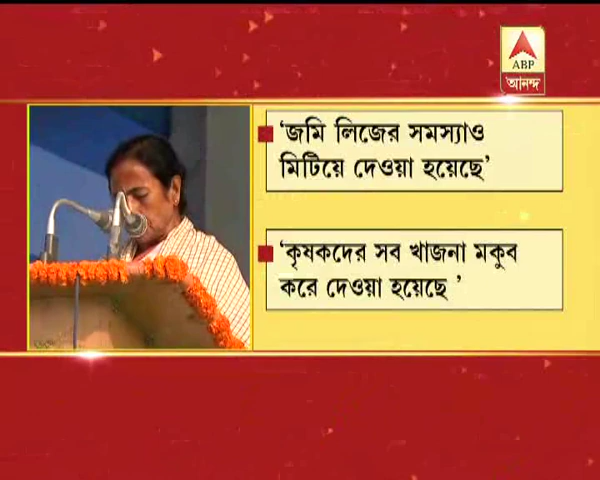 ABP
আনন্দ
‘জমি লিজের সমস্যাও
মিটিয়ে দেওয়া হয়েছে’
‘কৃষকদের সব খাজনা মকুব
করে দেওয়া হয়েছে ’